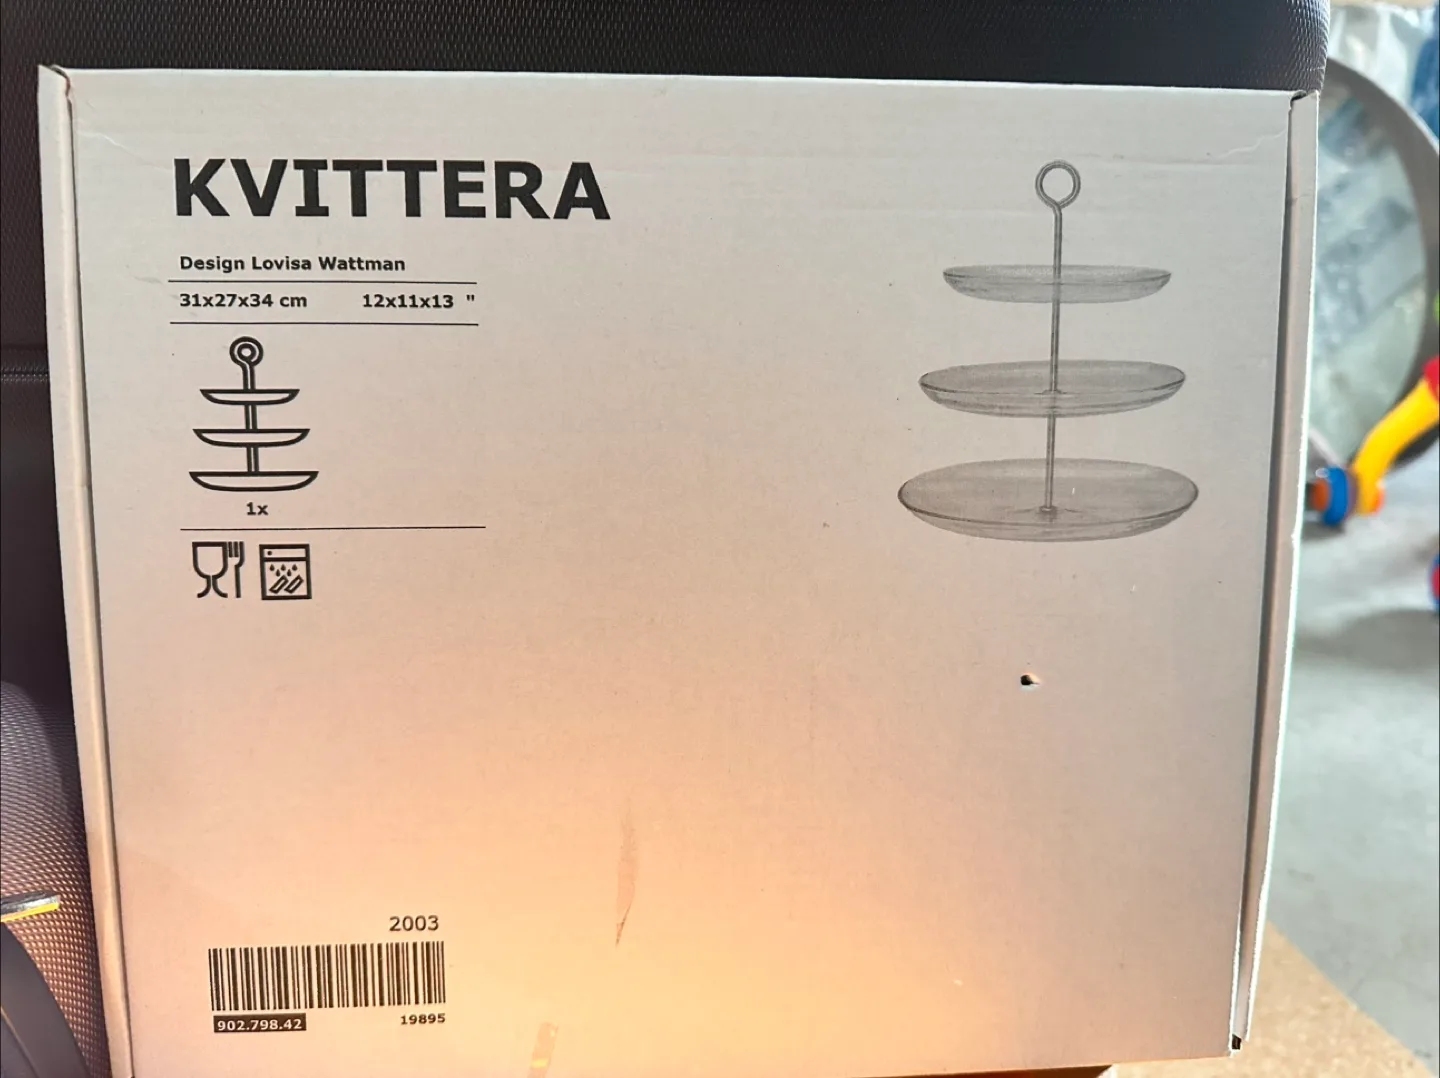 KVITTERA
Design Lovisa Wattman
31x27x34 cm 12x11x13 "
1x
2003
902.798.42 19895